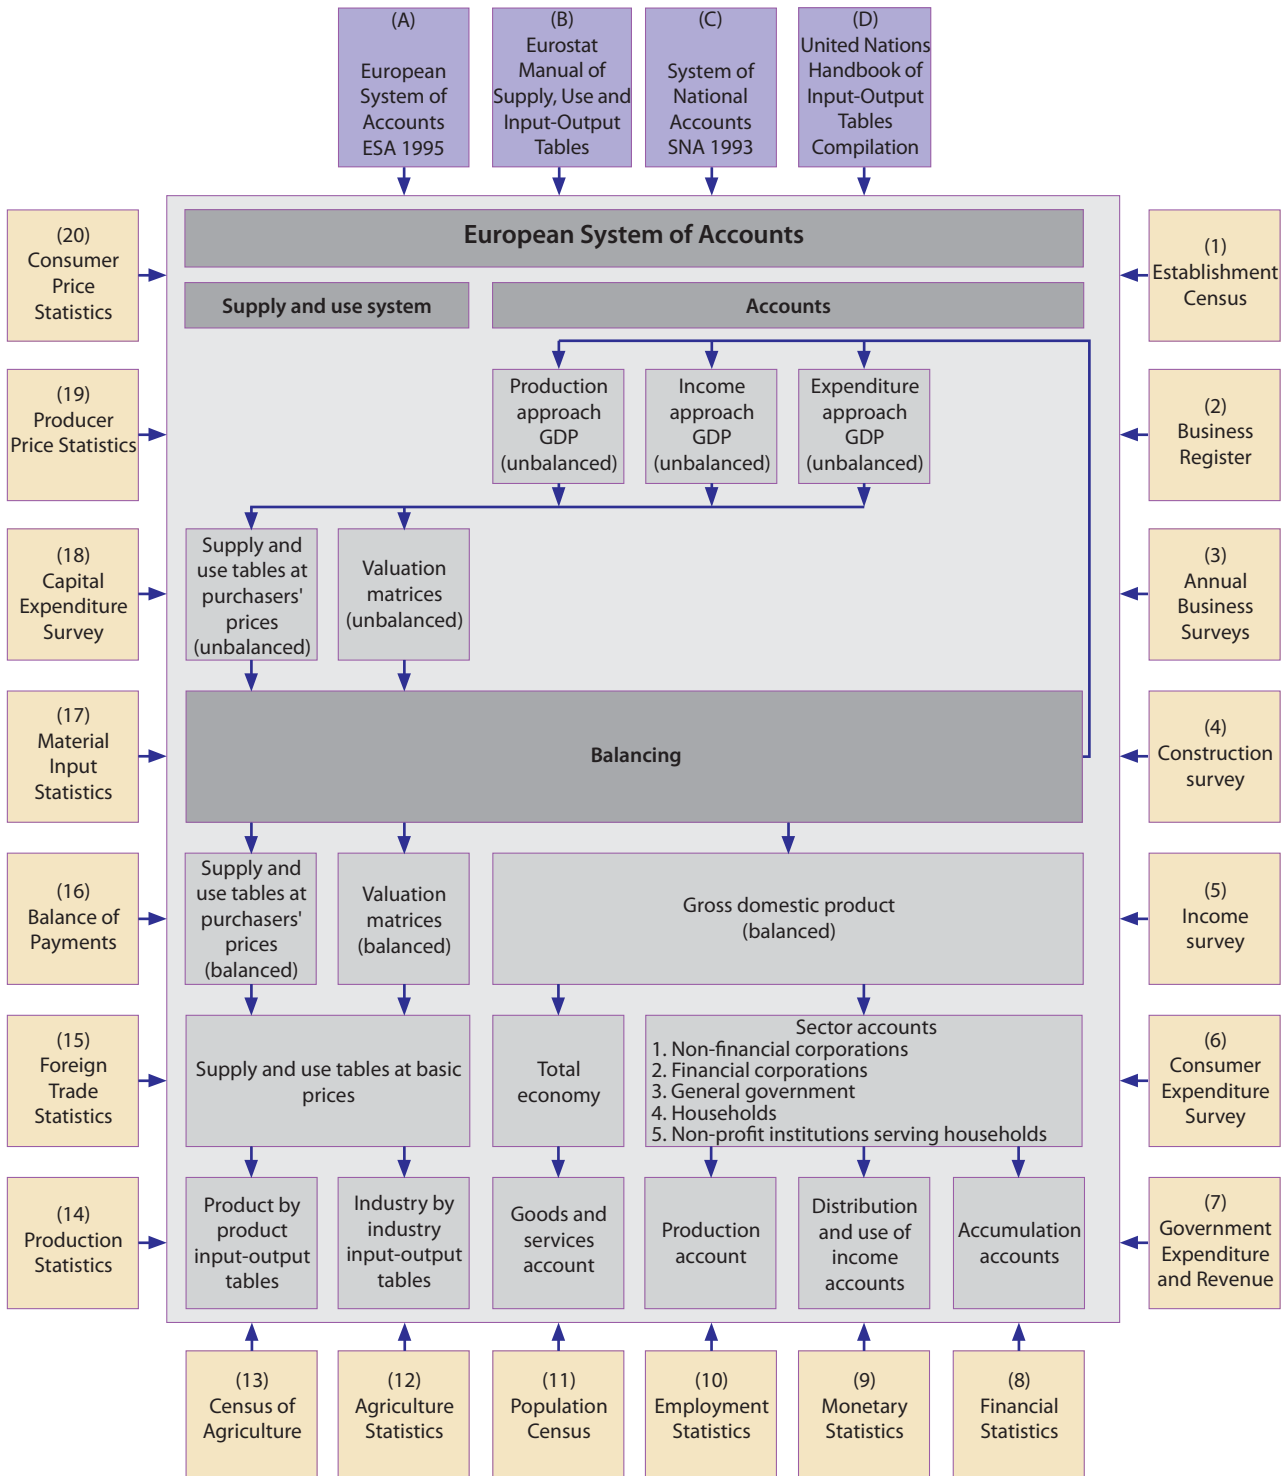 (A)
European
System of
Accounts
ESA 1995
(B)
Eurostat
Manual of
Supply, Use and
Input-Output
Tables
(C)
System of
National
Accounts
SNA 1993
(D)
United Nations
Handbook of
Input-Output
Tables
Compilation
European System of Accounts
Supply and use system
Accounts
(20)
Consumer
Price
Statistics
(1)
Establishment
Census
Production
approach
GDP
(unbalanced)
Income
approach
GDP
(unbalanced)
Expenditure
approach
GDP
(unbalanced)
(19)
Producer
Price Statistics
(2)
Business
Register
Supply and
use tables at
purchasers'
prices
(unbalanced)
Valuation
matrices
(unbalanced)
(18)
Capital
Expenditure
Survey
(3)
Annual
Business
Surveys
(17)
Material
Input
Statistics
Balancing
(4)
Construction
survey
(16)
Balance of
Payments
Supply and
use tables at
purchasers'
prices
(balanced)
Valuation
matrices
(balanced)
Gross domestic product
(balanced)
(5)
Income
survey
(15)
Foreign
Trade
Statistics
Supply and use tables at basic
prices
Total
economy
Sector accounts
1. Non-financial corporations
2. Financial corporations
3. General government
4. Households
5. Non-profit institutions serving households
(6)
Consumer
Expenditure
Survey
(14)
Production
Statistics
Product by
product
input-output
tables
Industry by
industry
input-output
tables
Goods and
services
account
Production
account
Distribution
and use of
income
accounts
Accumulation
accounts
(7)
Government
Expenditure
and Revenue
(13)
Census of
Agriculture
(12)
Agriculture
Statistics
(11)
Population
Census
(10)
Employment
Statistics
(9)
Monetary
Statistics
(8)
Financial
Statistics